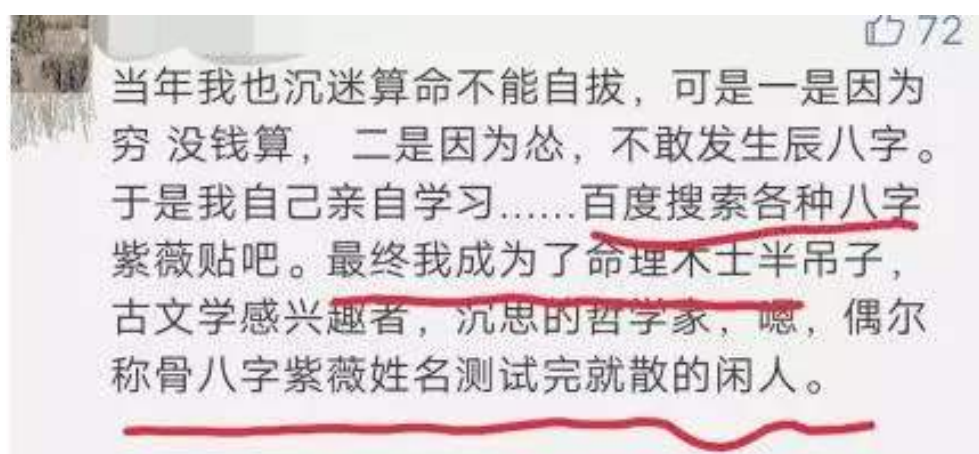 72
当年我也沉迷算命不能自拔，可是一是因为
穷 没钱算， 二是因为怂，不敢发生辰八字。
于是我自己亲自学习......百度搜索各种八字
紫薇贴吧。最终我成为了命理术士半吊子，
古文学感兴趣者，沉思的哲学家，嗯，偶尔
称骨八字紫薇姓名测试完就散的闲人。